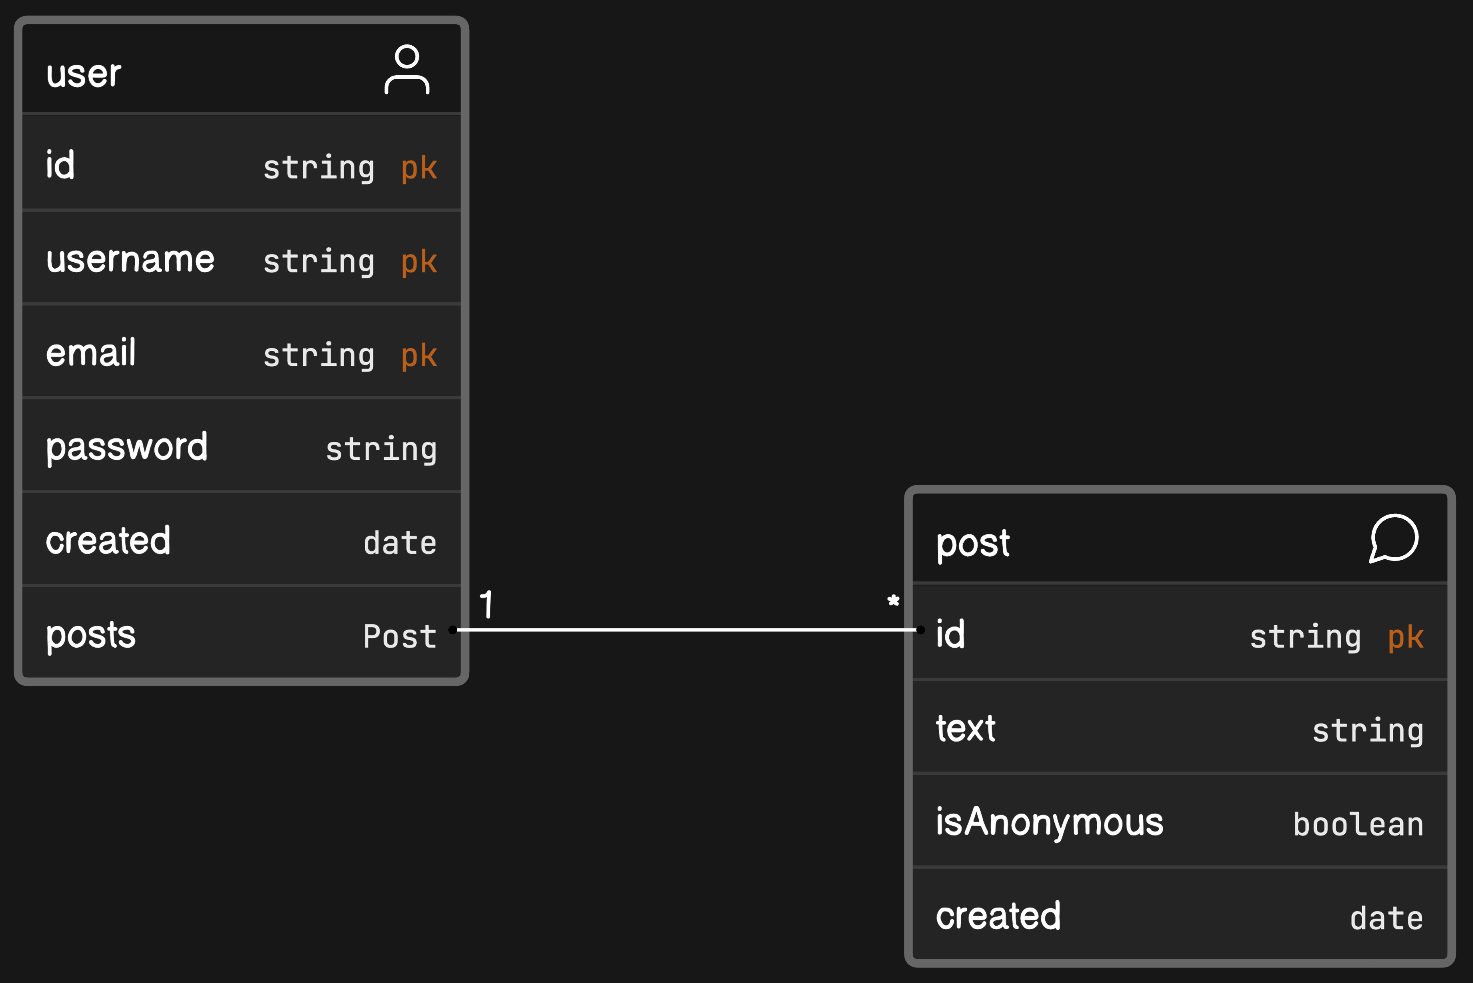 user
id string pk
username string pk
email string pk
password string
created date
posts Post
1 *
post
id string pk
text string
isAnonymous boolean
created date